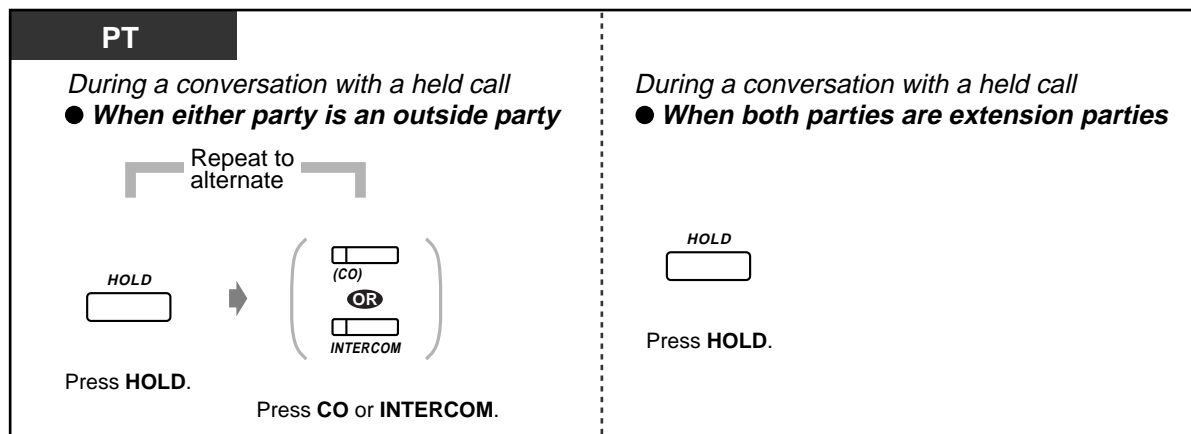 PT
During a conversation with a held call
● When either party is an outside party
Repeat to
alternate
HOLD
(CO)
OR
INTERCOM
Press HOLD.
Press CO or INTERCOM.
During a conversation with a held call
● When both parties are extension parties
HOLD
Press HOLD.